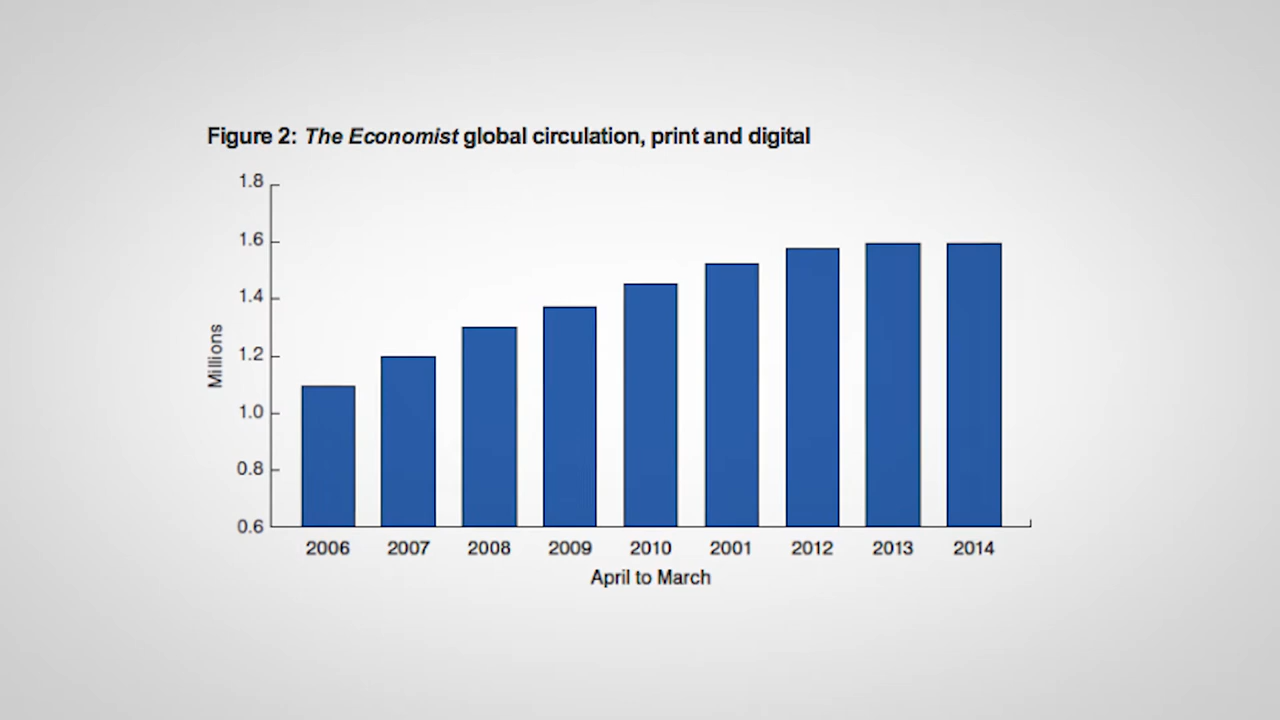 Figure 2: The Economist global circulation, print and digital
1.8
1.6
1.4
1.2
1.0
0.8
0.6
Millions
2006 2007 2008 2009 2010 2001 2012 2013 2014
April to March